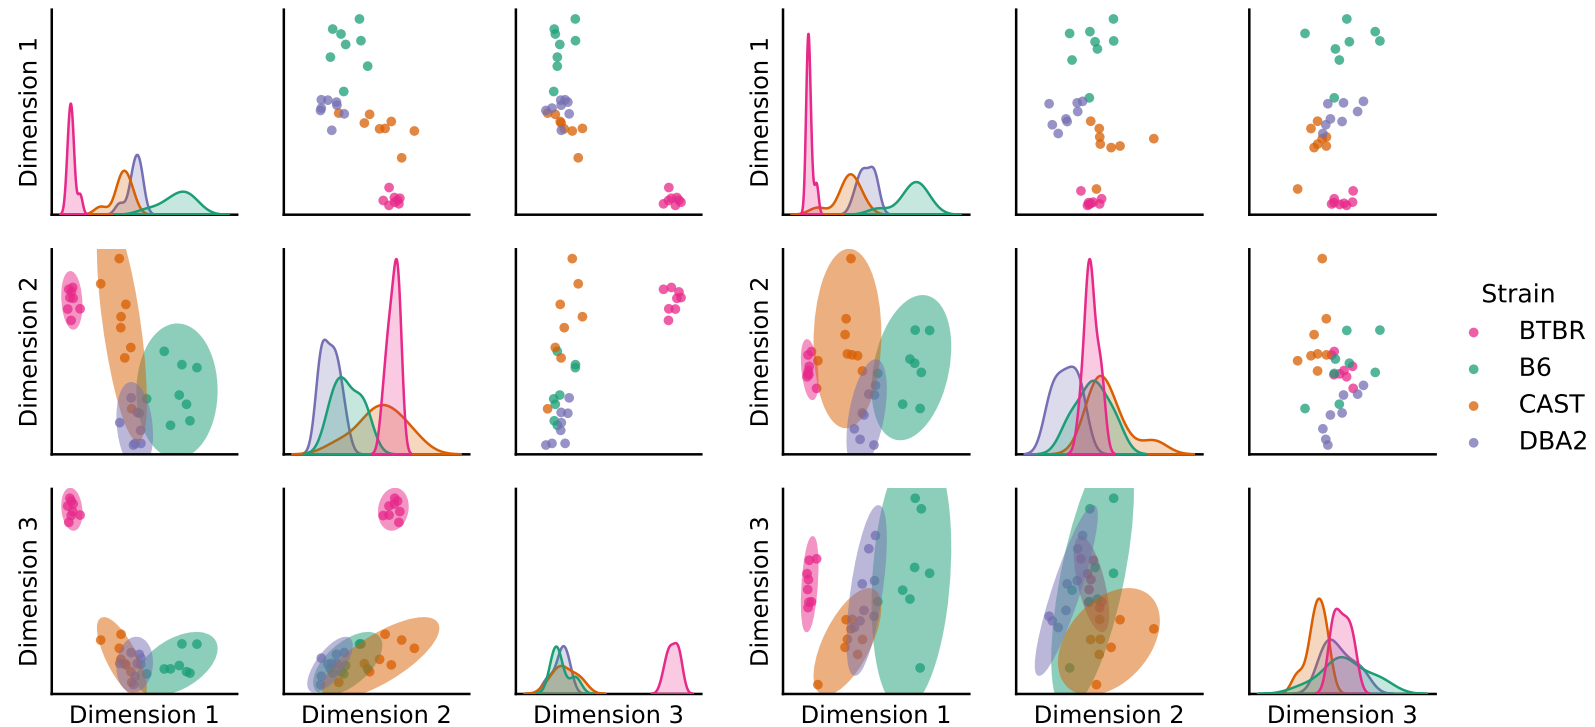 Dimension 1
Dimension 1
Dimension 2
Dimension 2
Strain
BTBR
B6
CAST
DBA2
Dimension 3
Dimension 3
Dimension 1
Dimension 2
Dimension 3
Dimension 1
Dimension 2
Dimension 3